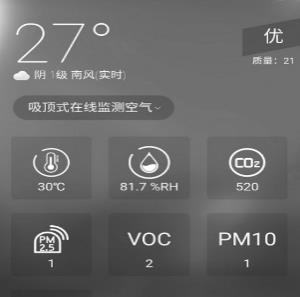 27°
优
质量：21
阴 1级 南风(实时)
吸顶式在线监测空气
30℃
81.7 %RH
CO2
520
PM
2.5
1
VOC
2
PM10
1